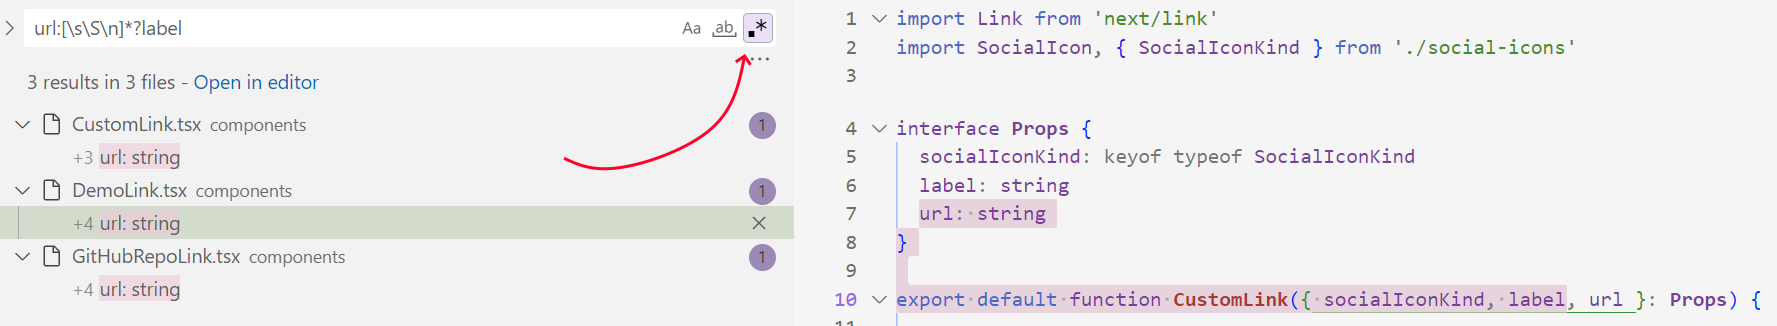 url:[\s\S\n]*?label Aa ab .*
...
3 results in 3 files - Open in editor
CustomLink.tsx components 1
+3 url: string
DemoLink.tsx components 1
+4 url: string
GitHubRepoLink.tsx components 1
+4 url: string
1 import Link from 'next/link'
2 import SocialIcon, { SocialIconKind } from './social-icons'
3
4 interface Props {
5 socialIconKind: keyof typeof SocialIconKind
6 label: string
7 url: string
8 }
9
10 export default function CustomLink({ socialIconKind, label, url }: Props) {
11